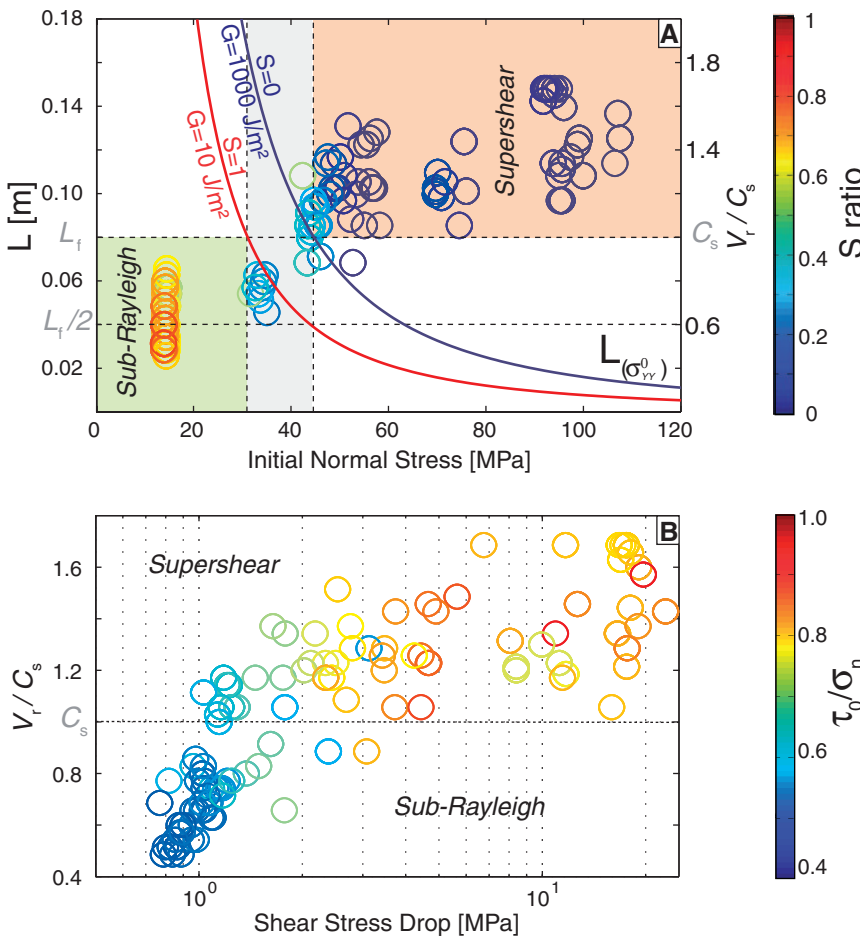 A
0.18
0.14
0.10
L_f
0.06
L_f/2
0.02
L [m]
S=0
G=1000 J/m²
S=1
G=10 J/m²
Supershear
Sub-Rayleigh
L(σ⁰_YY)
1.8
1.4
C_s
0.6
V_r / C_s
0 20 40 60 80 100 120
Initial Normal Stress [MPa]
1
0.8
0.6
0.4
0.2
0
S ratio
B
1.6
1.2
C_s
0.8
0.4
V_r / C_s
Supershear
Sub-Rayleigh
10⁰ 10¹
Shear Stress Drop [MPa]
1.0
0.8
0.6
0.4
τ₀/σ_n